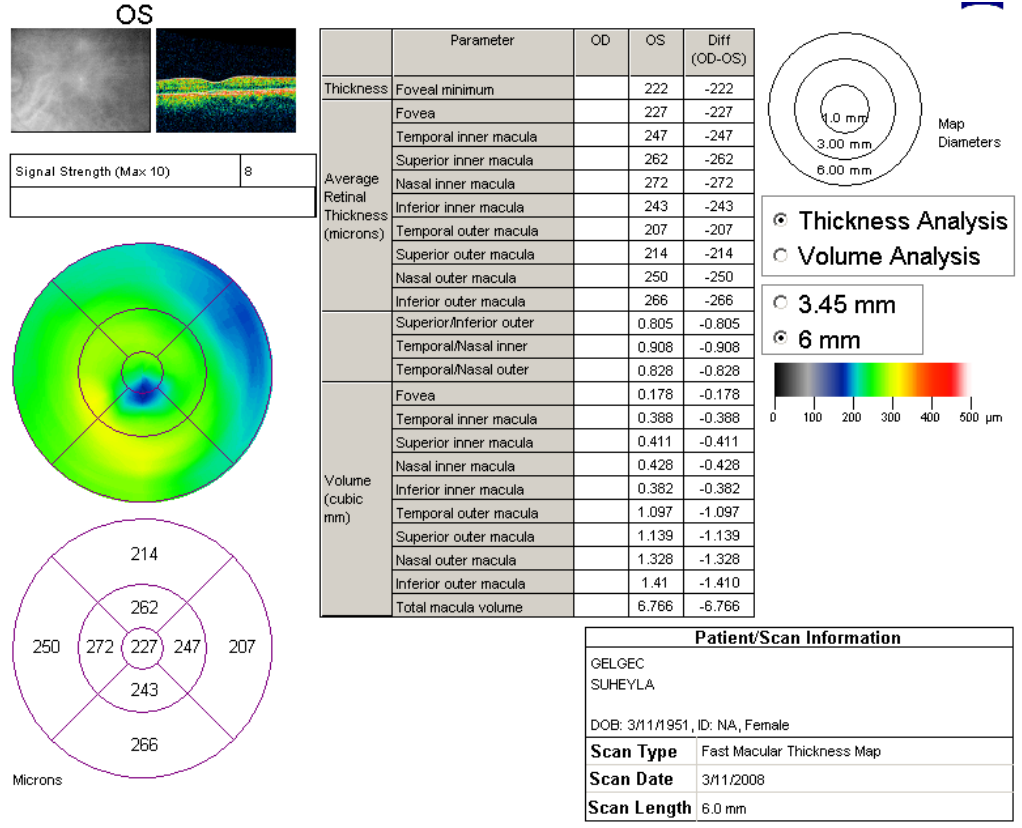 OS
Signal Strength (Max 10) 8
Parameter OD OS Diff (OD-OS)
Thickness Foveal minimum 222 -222
Average Retinal Thickness (microns)
Fovea 227 -227
Temporal inner macula 247 -247
Superior inner macula 262 -262
Nasal inner macula 272 -272
Inferior inner macula 243 -243
Temporal outer macula 207 -207
Superior outer macula 214 -214
Nasal outer macula 250 -250
Inferior outer macula 266 -266
Superior/Inferior outer 0.805 -0.805
Temporal/Nasal inner 0.908 -0.908
Temporal/Nasal outer 0.828 -0.828
Volume (cubic mm)
Fovea 0.178 -0.178
Temporal inner macula 0.388 -0.388
Superior inner macula 0.411 -0.411
Nasal inner macula 0.428 -0.428
Inferior inner macula 0.382 -0.382
Temporal outer macula 1.097 -1.097
Superior outer macula 1.139 -1.139
Nasal outer macula 1.328 -1.328
Inferior outer macula 1.41 -1.410
Total macula volume 6.766 -6.766
1.0 mm
3.00 mm
6.00 mm
Map
Diameters
Thickness Analysis
Volume Analysis
3.45 mm
6 mm
0 100 200 300 400 500 µm
214
262
250 272 227 247 207
243
266
Microns
Patient/Scan Information
GELGEC
SUHEYLA
DOB: 3/11/1951, ID: NA, Female
Scan Type Fast Macular Thickness Map
Scan Date 3/11/2008
Scan Length 6.0 mm